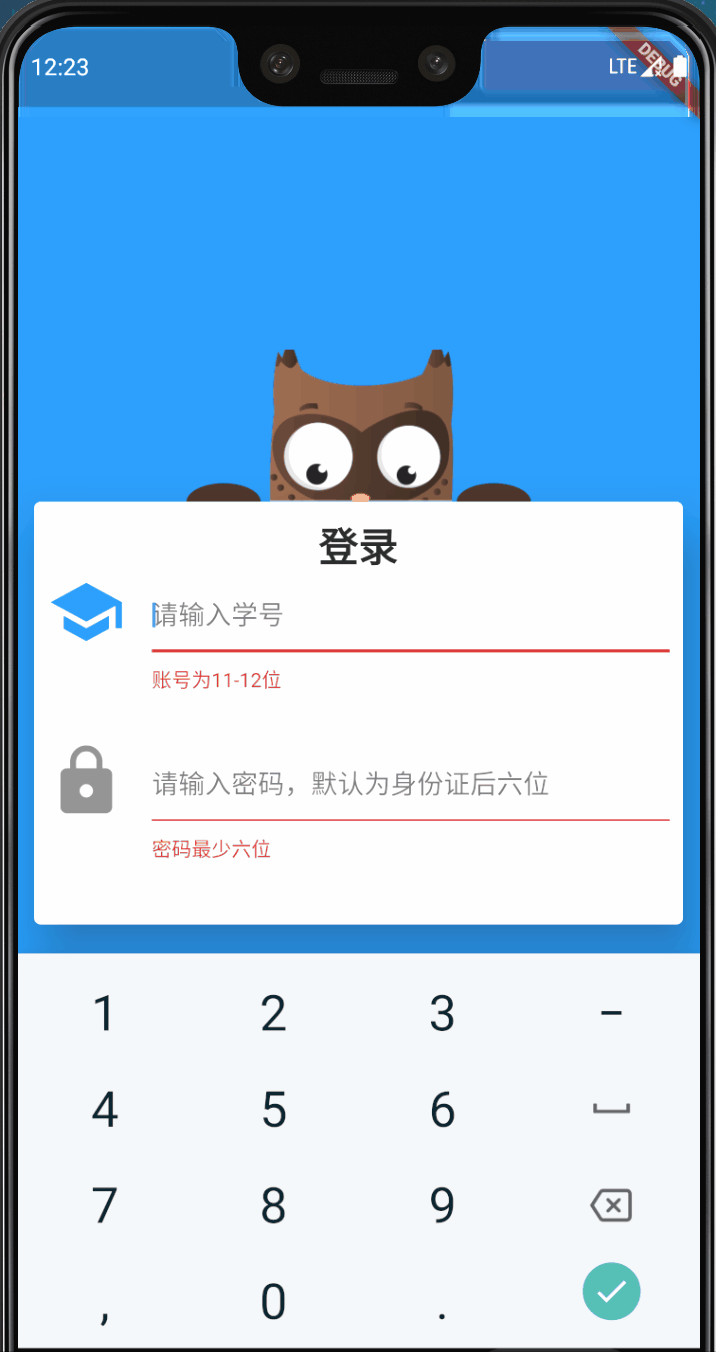 12:23
LTE
DEBUG
登录
请输入学号
账号为11-12位
请输入密码，默认为身份证后六位
密码最少六位
1 2 3 -
4 5 6
7 8 9
, 0 .